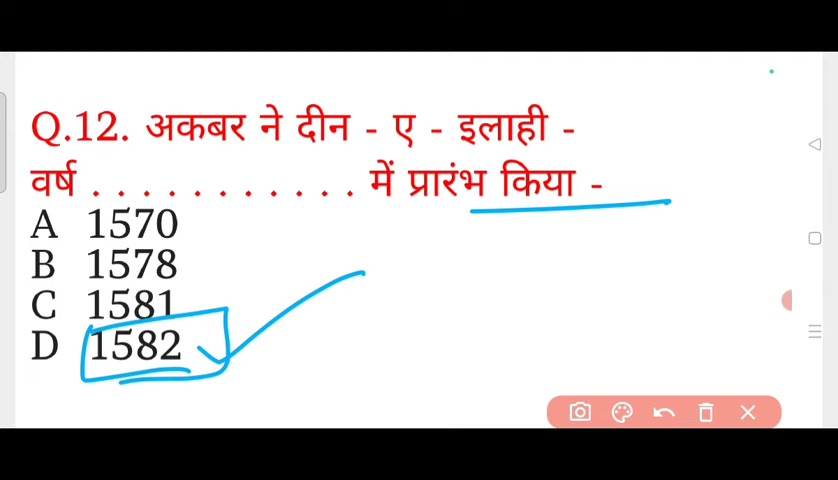 Q.12. अकबर ने दीन - ए - इलाही -
वर्ष . . . . . . . . . . . में प्रारंभ किया -
A 1570
B 1578
C 1581
D 1582